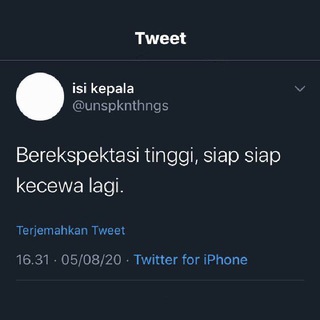 Tweet
isi kepala
@unspknthngs
Berekspektasi tinggi, siap siap
kecewa lagi.
Terjemahkan Tweet
16.31 · 05/08/20 · Twitter for iPhone